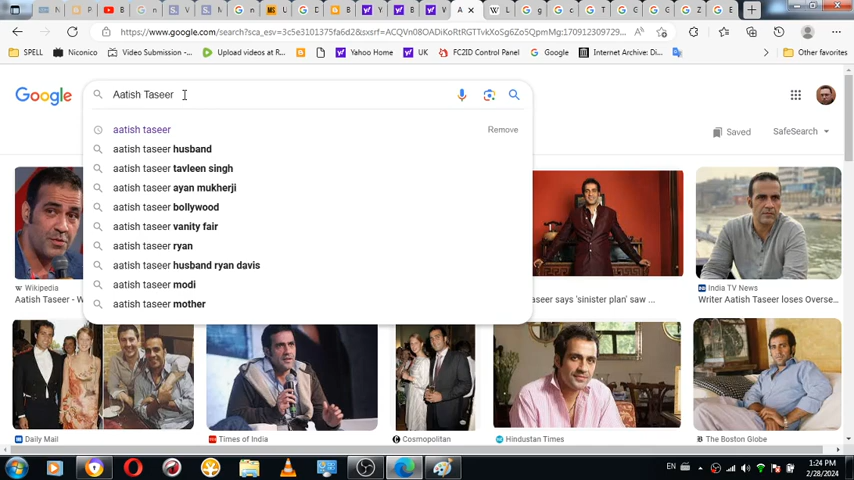 https://www.google.com/search?sca_esv=3c5e3101375fa6d2&sxsrf=ACQVn08OADiKoRtRGTTvkXoSg6Zo5QpmMg:170912309729...
SPELL
Niconico
Video Submission -...
Upload videos at R...
Yahoo Home
UK
FC2ID Control Panel
Google
Internet Archive: Di...
Other favorites
Google
Aatish Taseer
Saved
SafeSearch
aatish taseer
Remove
aatish taseer husband
aatish taseer tavleen singh
aatish taseer ayan mukherji
aatish taseer bollywood
aatish taseer vanity fair
aatish taseer ryan
aatish taseer husband ryan davis
aatish taseer modi
aatish taseer mother
Wikipedia
India TV News
Aatish Taseer - W
aseer says 'sinister plan' saw ...
Writer Aatish Taseer loses Overse...
Daily Mail
Times of India
Cosmopolitan
Hindustan Times
The Boston Globe
EN
1:24 PM
2/28/2024